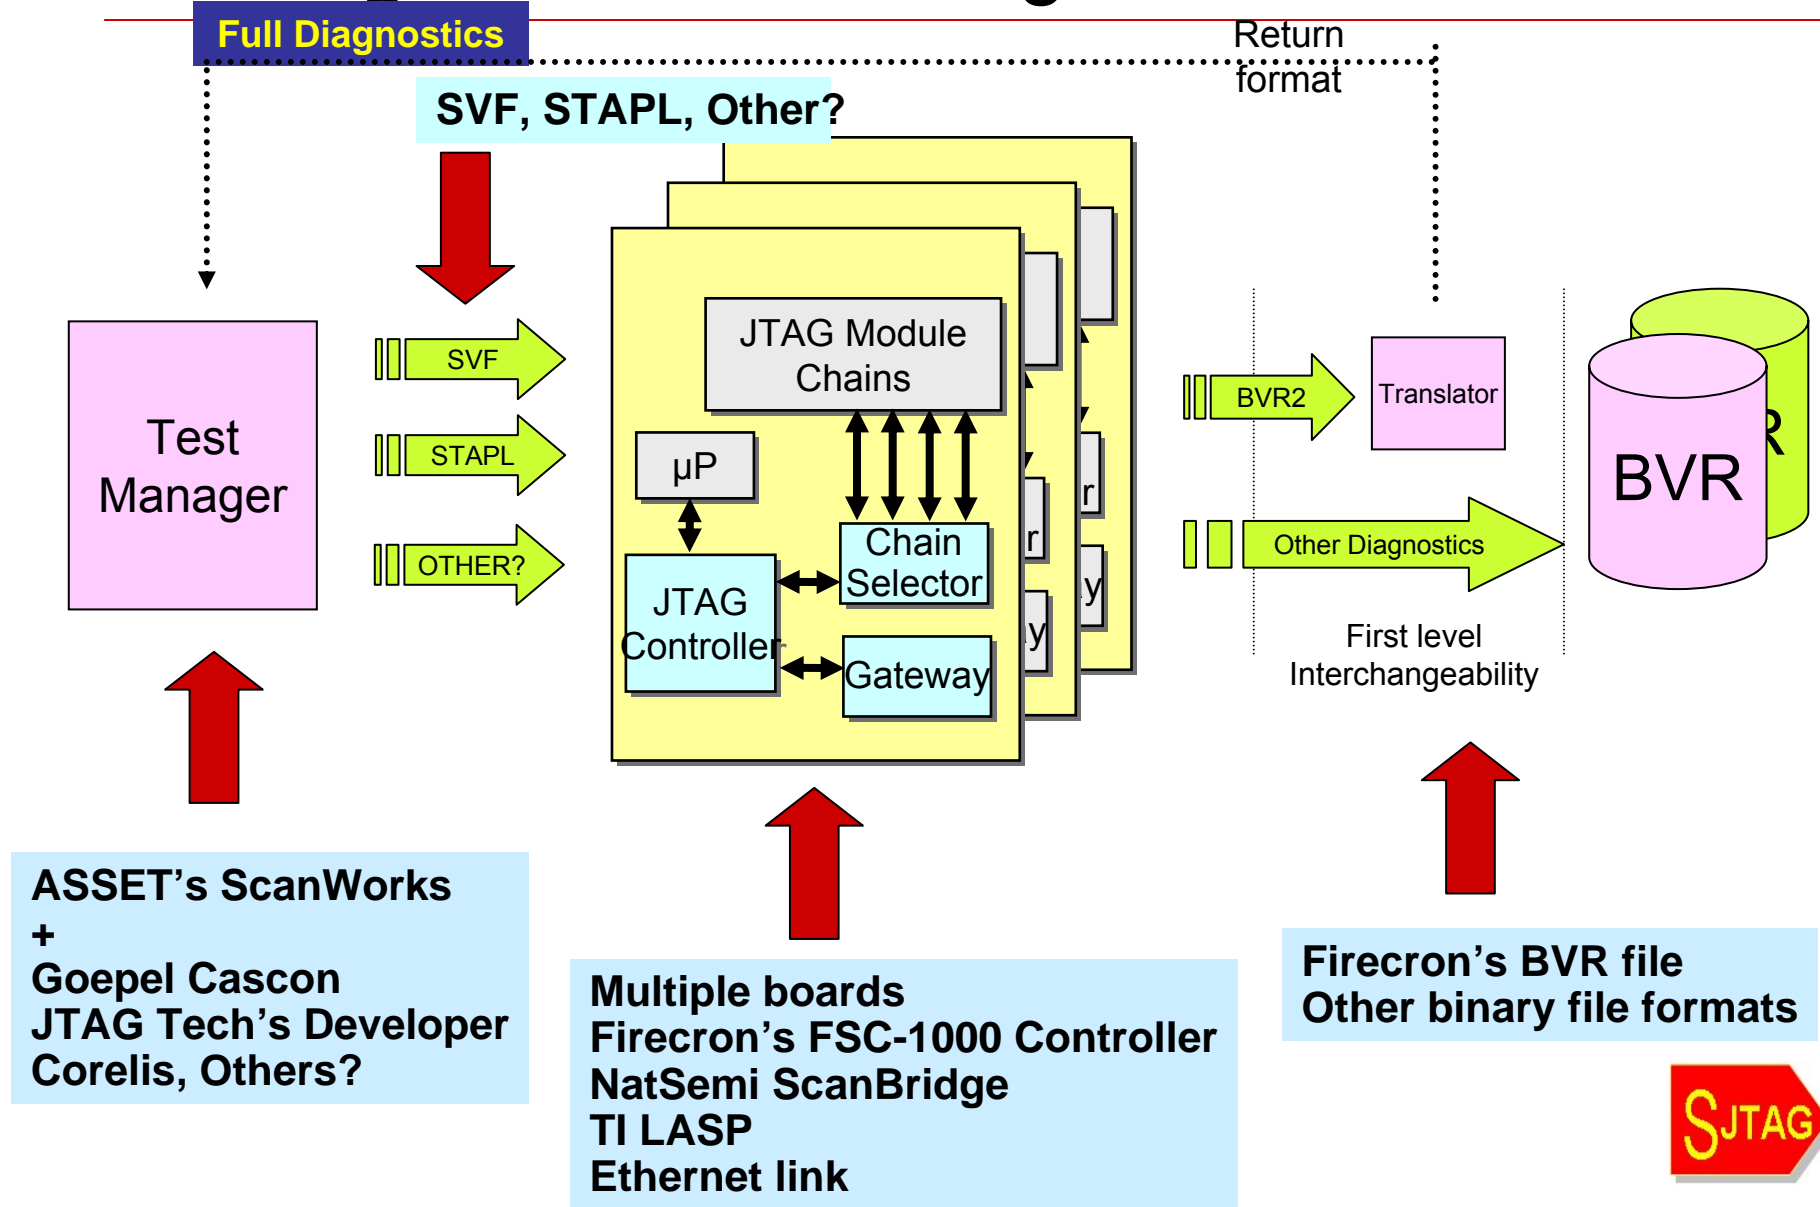 Full Diagnostics
Return
format
SVF, STAPL, Other?
Test
Manager
SVF
STAPL
OTHER?
JTAG Module
Chains
µP
Chain
Selector
JTAG
Controller
Gateway
r
r
y
y
BVR2
Translator
Other Diagnostics
First level
Interchangeability
BVR
R
ASSET's ScanWorks
+
Goepel Cascon
JTAG Tech's Developer
Corelis, Others?
Multiple boards
Firecron's FSC-1000 Controller
NatSemi ScanBridge
TI LASP
Ethernet link
Firecron's BVR file
Other binary file formats
SJTAG